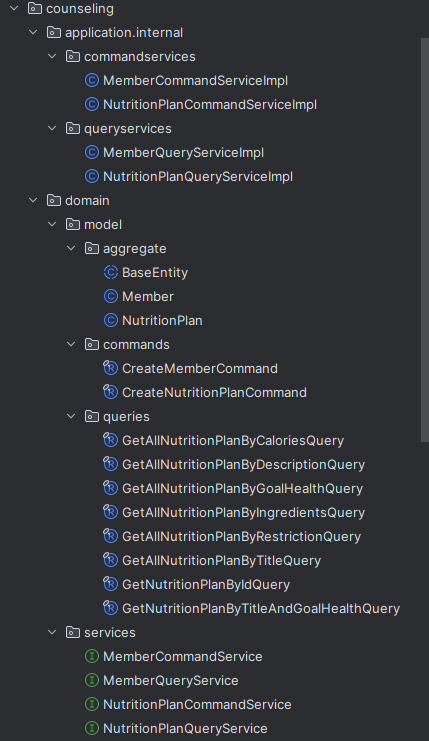 counseling
application.internal
commandservices
MemberCommandServiceImpl
NutritionPlanCommandServiceImpl
queryservices
MemberQueryServiceImpl
NutritionPlanQueryServiceImpl
domain
model
aggregate
BaseEntity
Member
NutritionPlan
commands
CreateMemberCommand
CreateNutritionPlanCommand
queries
GetAllNutritionPlanByCaloriesQuery
GetAllNutritionPlanByDescriptionQuery
GetAllNutritionPlanByGoalHealthQuery
GetAllNutritionPlanByIngredientsQuery
GetAllNutritionPlanByRestrictionQuery
GetAllNutritionPlanByTitleQuery
GetNutritionPlanByIdQuery
GetNutritionPlanByTitleAndGoalHealthQuery
services
MemberCommandService
MemberQueryService
NutritionPlanCommandService
NutritionPlanQueryService